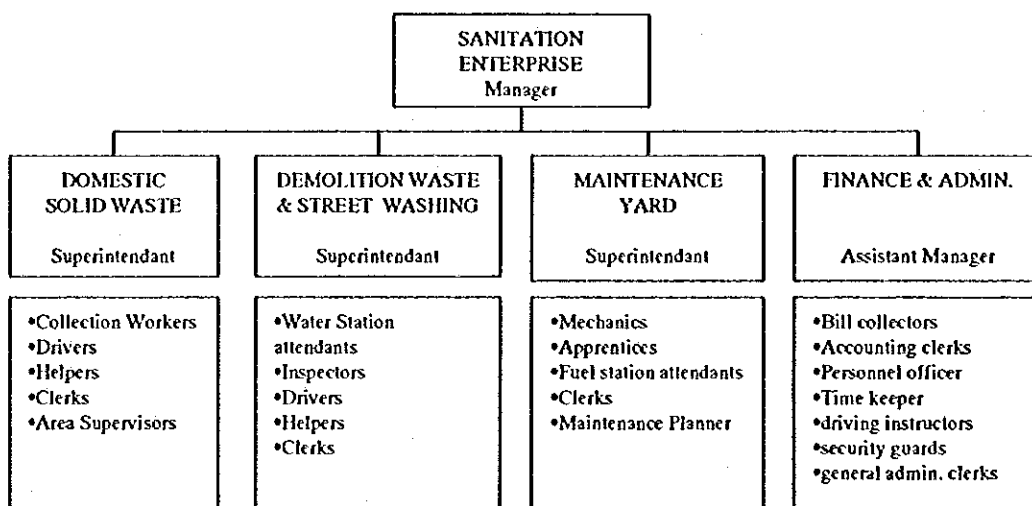 SANITATION
ENTERPRISE
Manager
DOMESTIC
SOLID WASTE
Superintendant
DEMOLITION WASTE
& STREET WASHING
Superintendant
MAINTENANCE
YARD
Superintendant
FINANCE & ADMIN.
Assistant Manager
•Collection Workers
•Drivers
•Helpers
•Clerks
•Area Supervisors
•Water Station
attendants
•Inspectors
•Drivers
•Helpers
•Clerks
•Mechanics
•Apprentices
•Fuel station attendants
•Clerks
•Maintenance Planner
•Bill collectors
•Accounting clerks
•Personnel officer
•Time keeper
•driving instructors
•security guards
•general admin. clerks